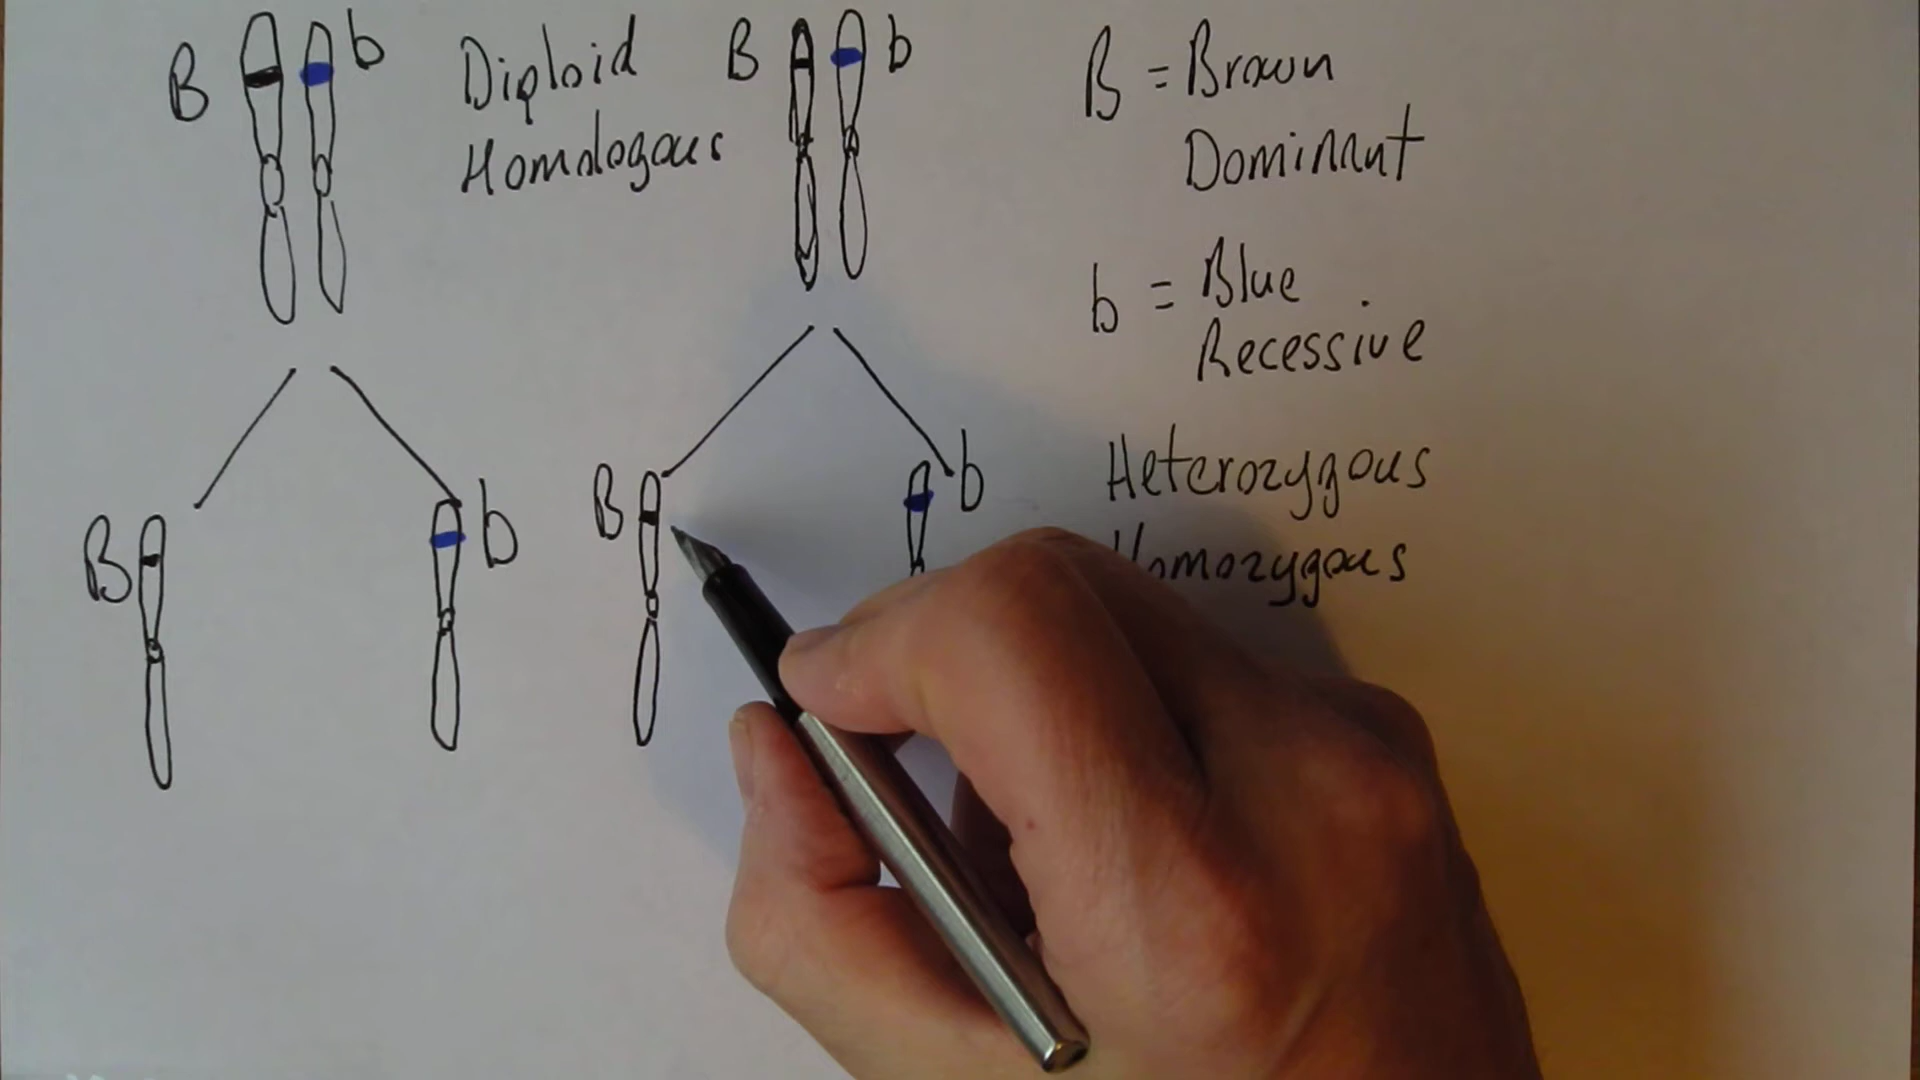 B b Diploid B b B = Brown
Homologous Dominant
b = Blue
Recessive
B b B b Heterozygous
Homozygous